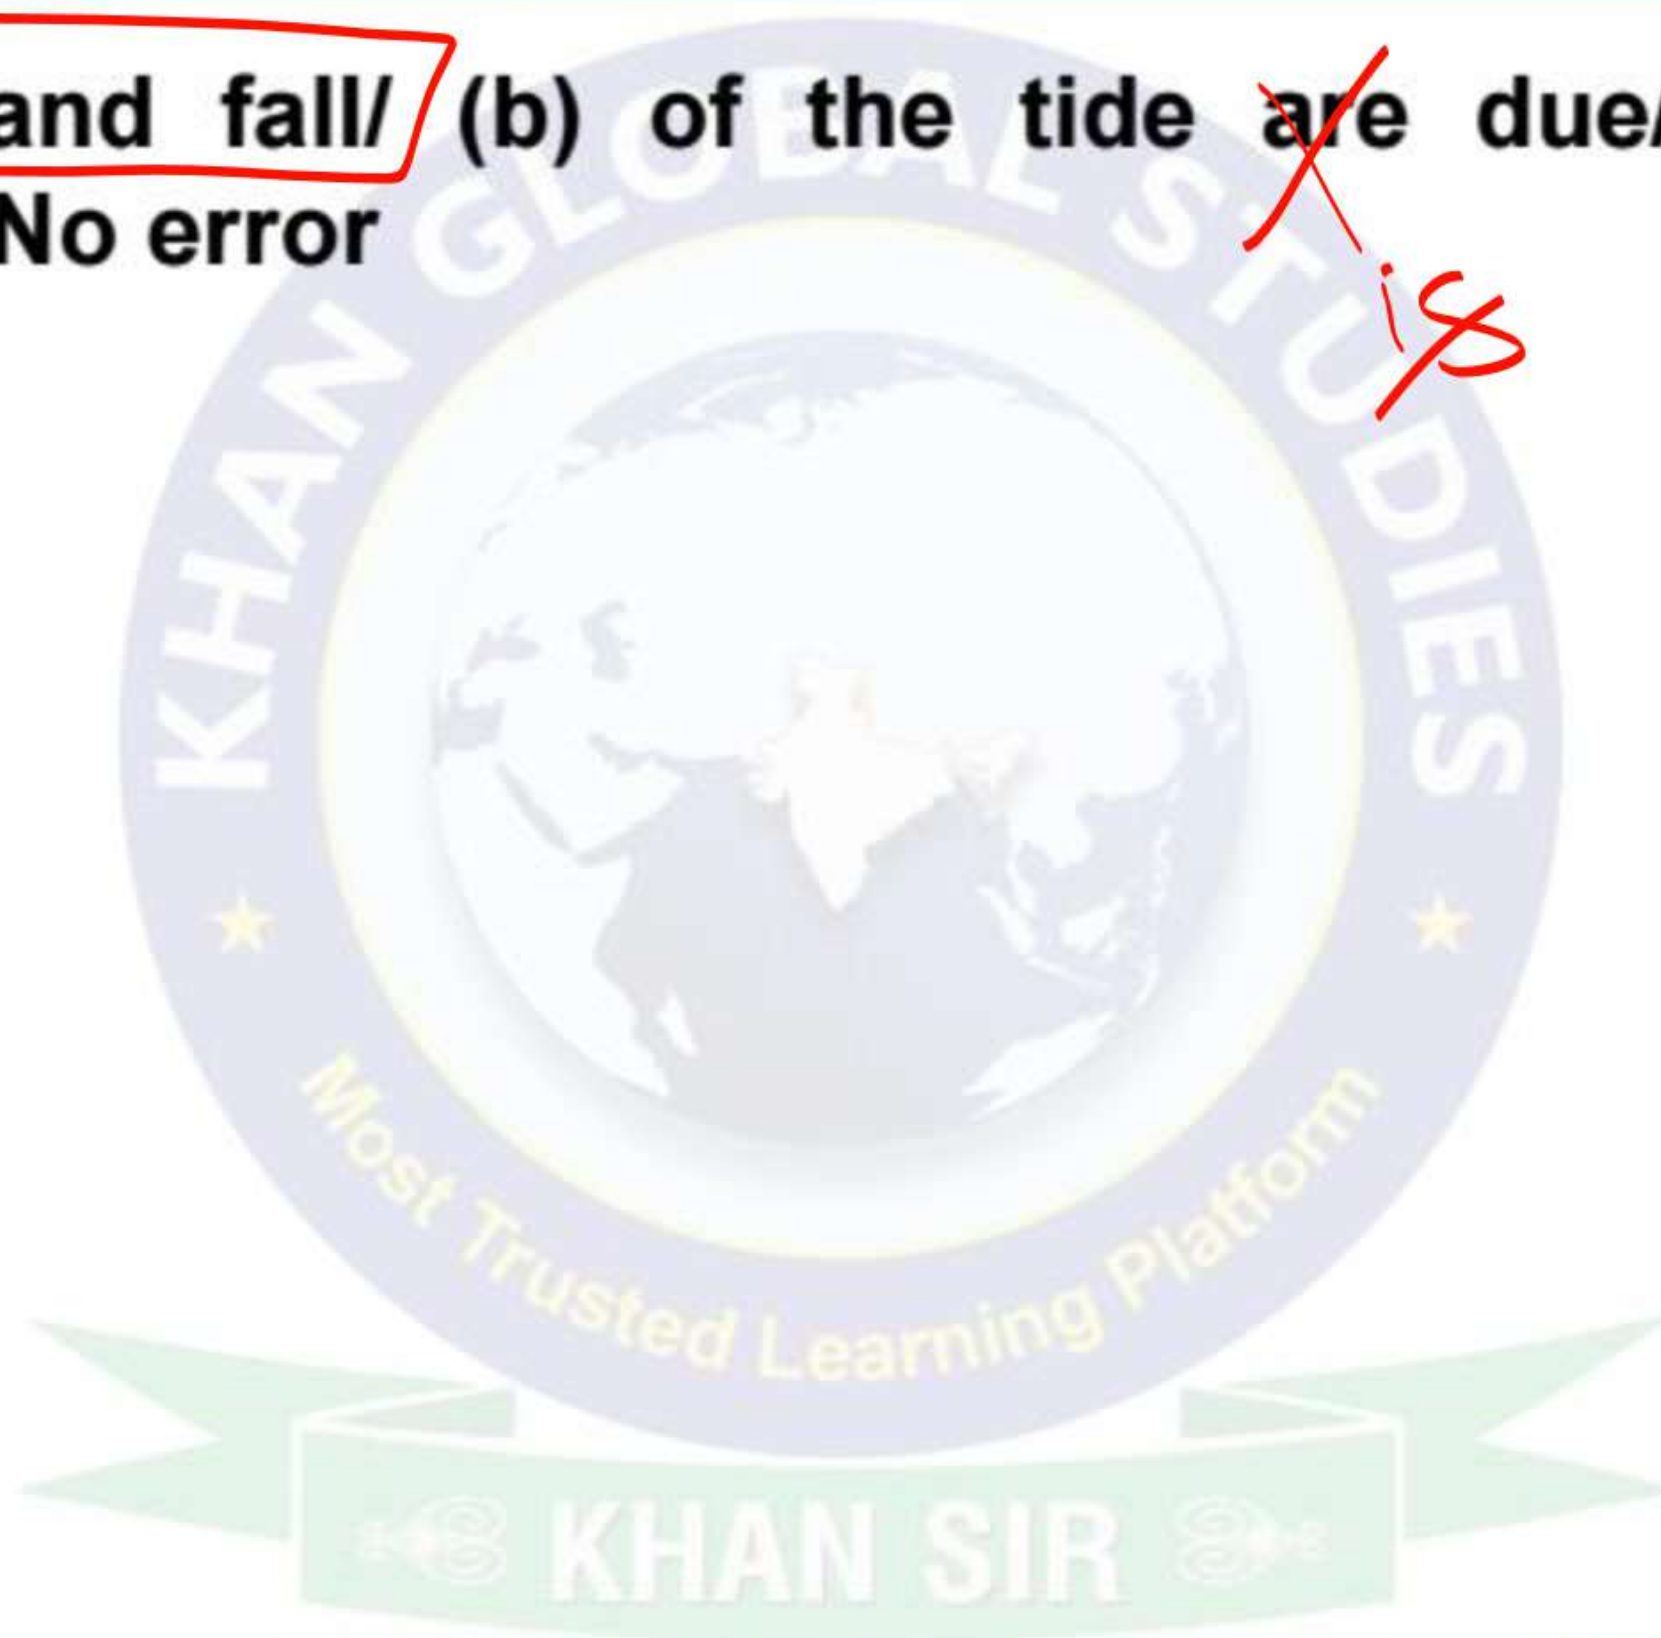 and fall/ (b) of the tide are due/
No error
is
KHAN GLOBAL STUDIES
Most Trusted Learning Platform
KHAN SIR